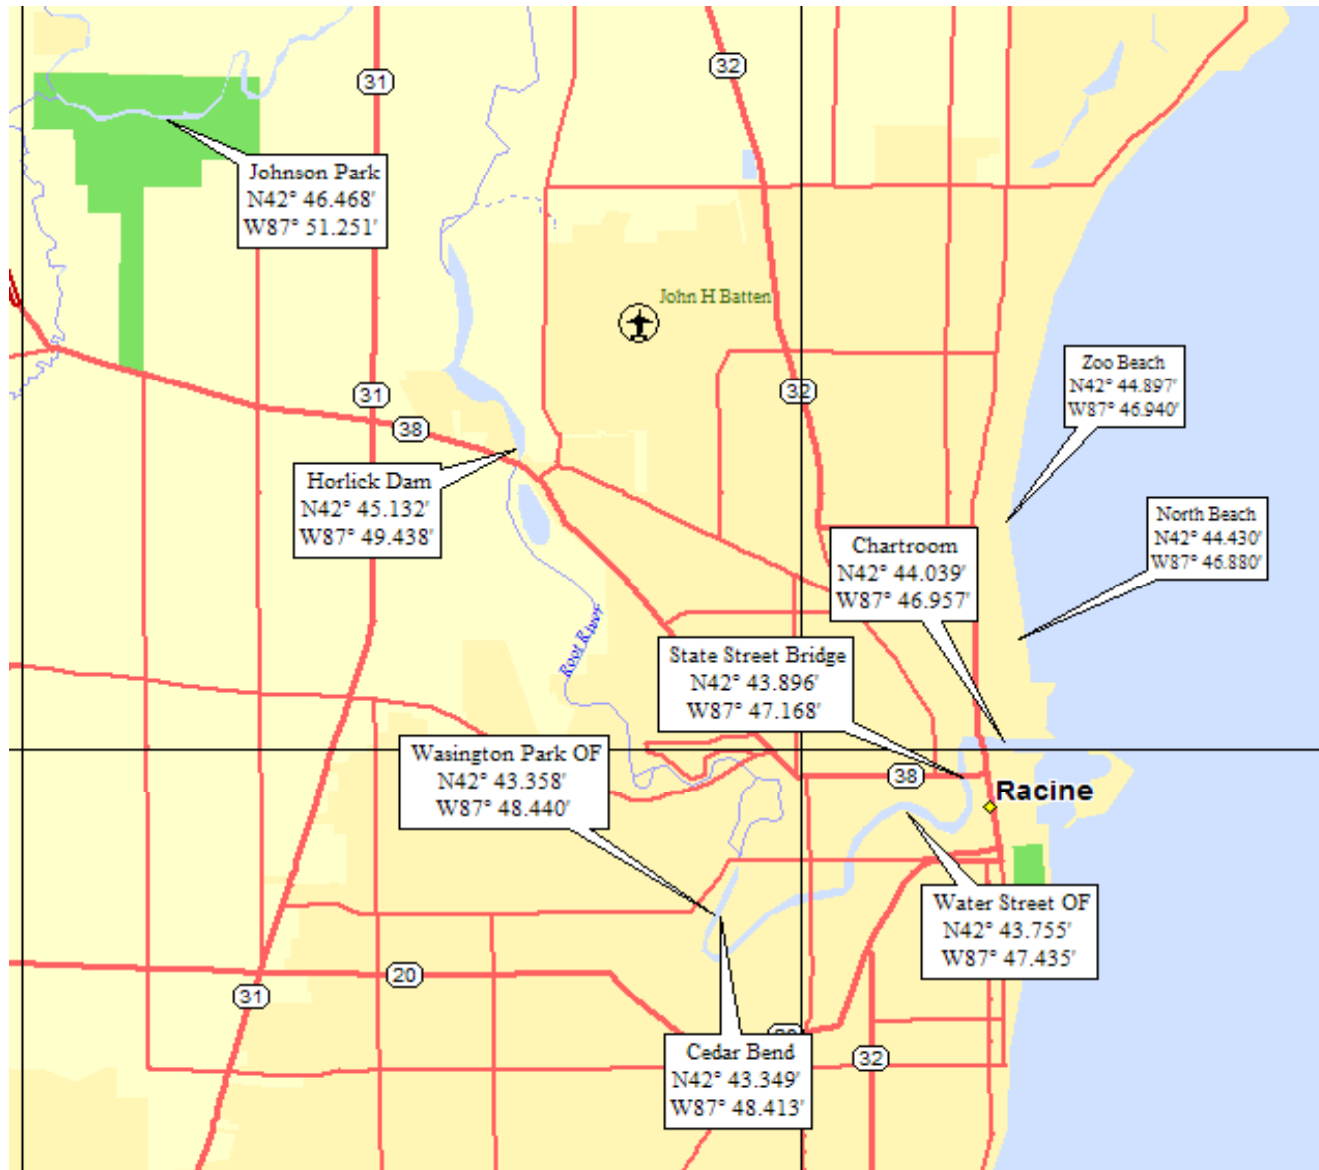 32
31
Johnson Park
N42° 46.468'
W87° 51.251'
John H Batten
Zoo Beach
N42° 44.897'
W87° 46.940'
32
31
38
Horlick Dam
N42° 45.132'
W87° 49.438'
North Beach
N42° 44.430'
W87° 46.880'
Chartroom
N42° 44.039'
W87° 46.957'
Root River
State Street Bridge
N42° 43.896'
W87° 47.168'
Wasington Park OF
N42° 43.358'
W87° 48.440'
38
Racine
Water Street OF
N42° 43.755'
W87° 47.435'
20
31
Cedar Bend
N42° 43.349'
W87° 48.413'
32